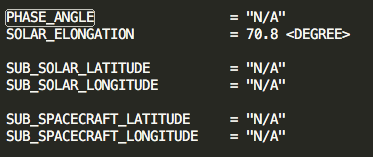 PHASE_ANGLE = "N/A"
SOLAR_ELONGATION = 70.8 <DEGREE>
SUB_SOLAR_LATITUDE = "N/A"
SUB_SOLAR_LONGITUDE = "N/A"
SUB_SPACECRAFT_LATITUDE = "N/A"
SUB_SPACECRAFT_LONGITUDE = "N/A"